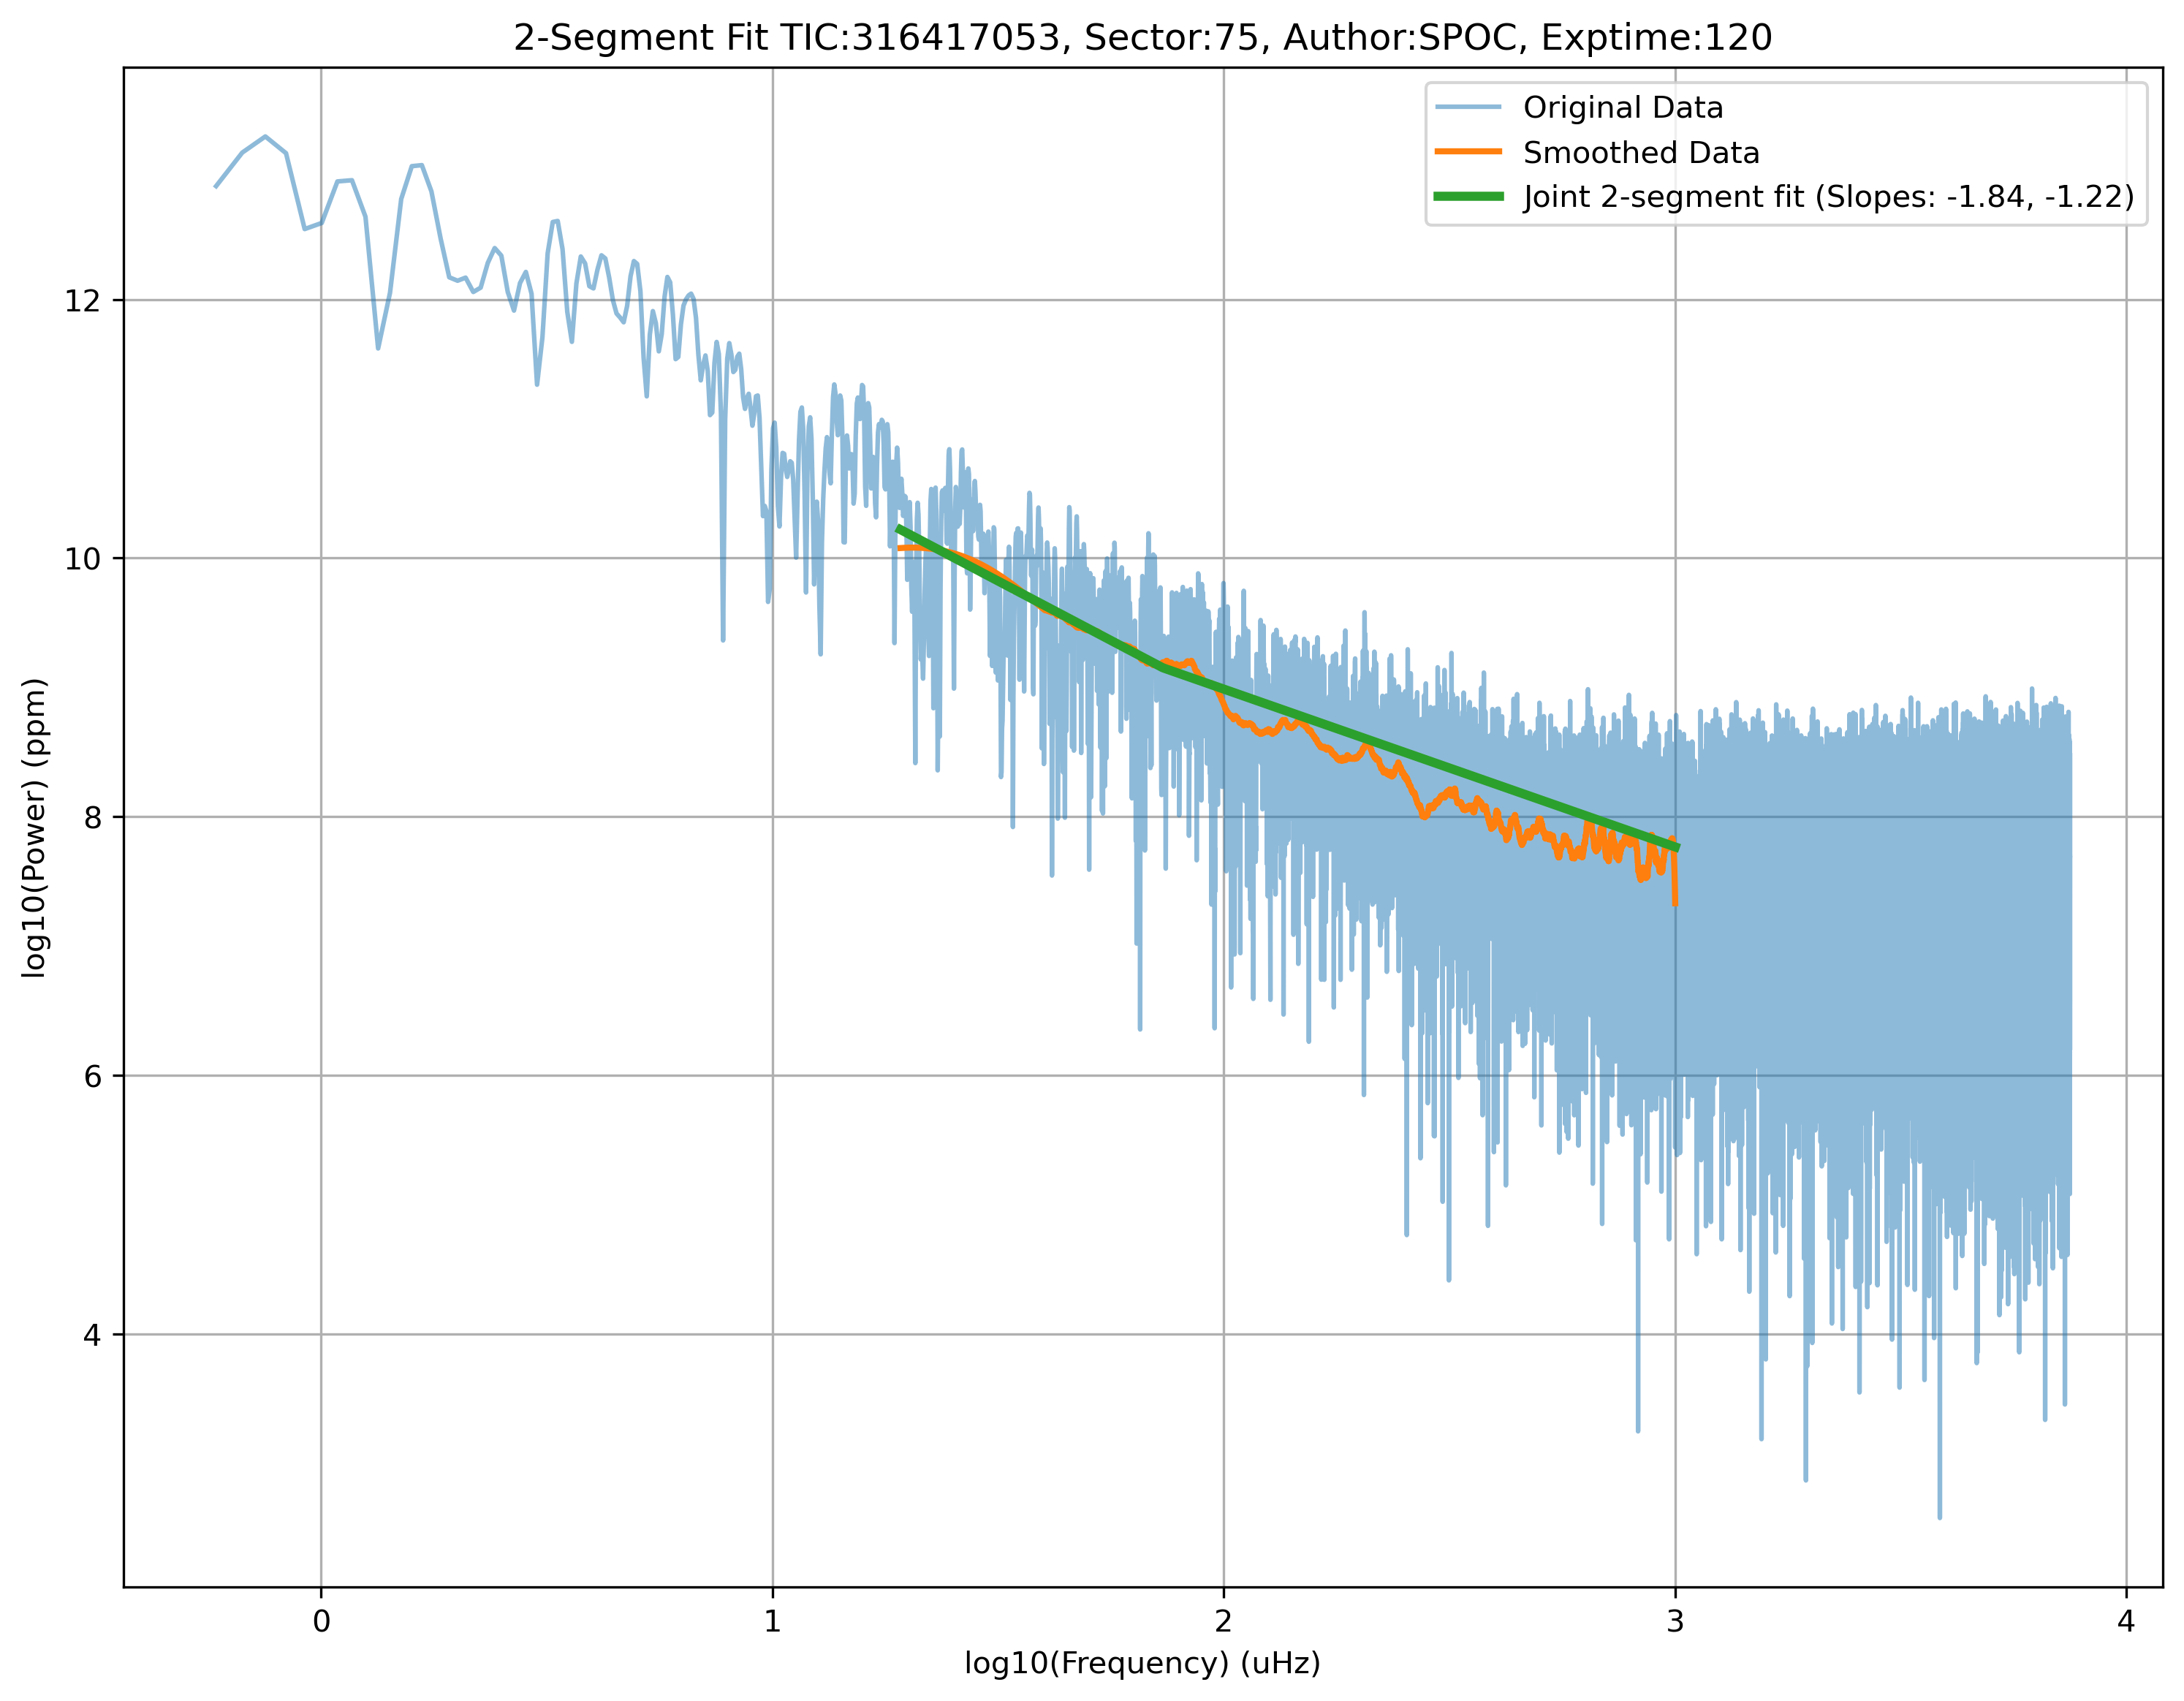 2-Segment Fit TIC:316417053, Sector:75, Author:SPOC, Exptime:120
Original Data
Smoothed Data
Joint 2-segment fit (Slopes: -1.84, -1.22)
log10(Power) (ppm)
12
10
8
6
4
0 1 2 3 4
log10(Frequency) (uHz)